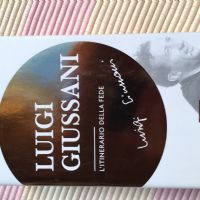 LUIGI
GIUSSANI
L'ITINERARIO DELLA FEDE
Luigi Giussani